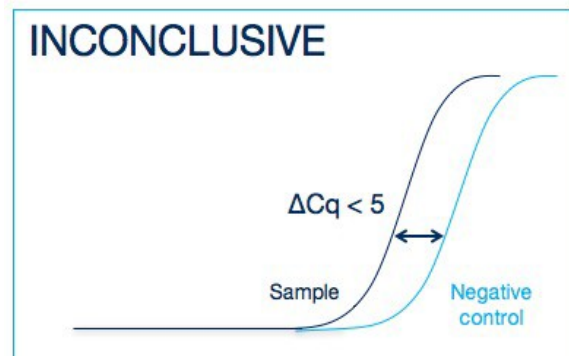 INCONCLUSIVE
ΔCq < 5
Sample
Negative
control